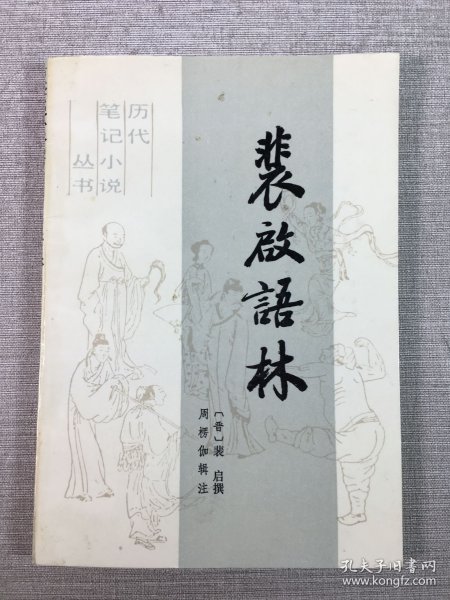 历代
笔记小说
丛书
裴啟語林
〔晋〕裴启撰
周楞伽辑注
孔夫子旧书网
www.kongfz.com